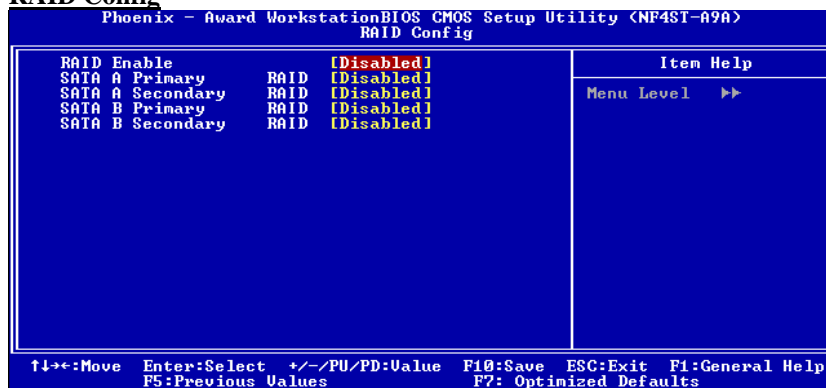 RAID Config
Phoenix - Award WorkstationBIOS CMOS Setup Utility (NF4ST-A9A)
RAID Config
RAID Enable [Disabled]
SATA A Primary RAID [Disabled]
SATA A Secondary RAID [Disabled]
SATA B Primary RAID [Disabled]
SATA B Secondary RAID [Disabled]
Item Help
Menu Level ▸▸
↑↓→←:Move Enter:Select +/-/PU/PD:Value F10:Save ESC:Exit F1:General Help
F5:Previous Values F7: Optimized Defaults